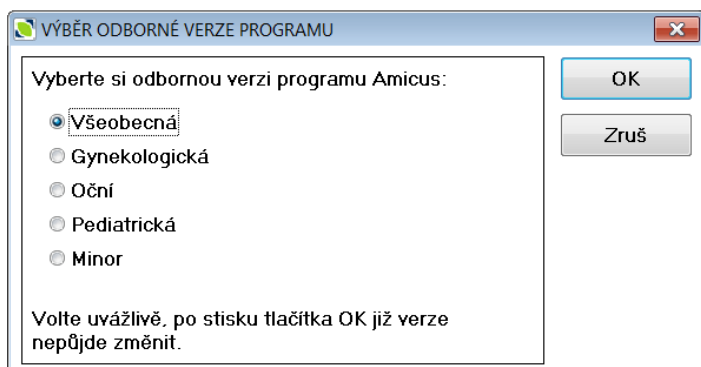 VÝBĚR ODBORNÉ VERZE PROGRAMU
Vyberte si odbornou verzi programu Amicus:
Všeobecná
Gynekologická
Oční
Pediatrická
Minor
Volte uvážlivě, po stisku tlačítka OK již verze
nepůjde změnit.
OK
Zruš